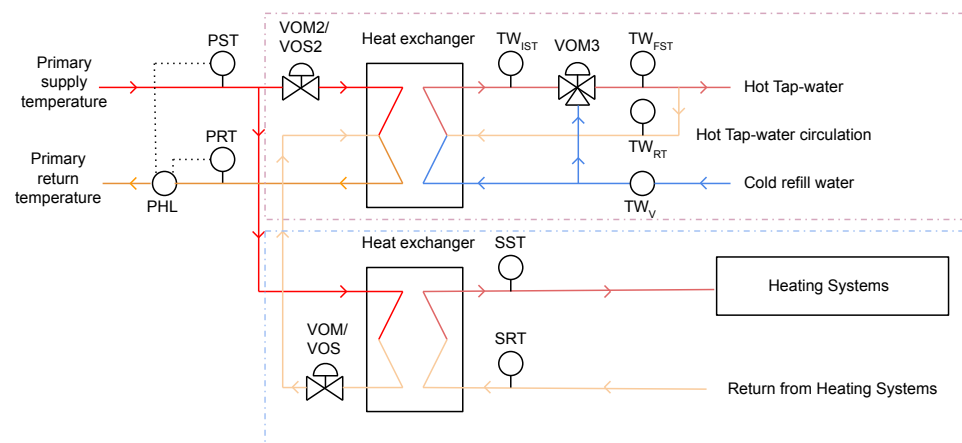 PST
VOM2/
VOS2
Heat exchanger
TW_IST
VOM3
TW_FST
Primary
supply
temperature
Hot Tap-water
PRT
TW_RT
Hot Tap-water circulation
Primary
return
temperature
PHL
TW_V
Cold refill water
Heat exchanger
SST
Heating Systems
VOM/
VOS
SRT
Return from Heating Systems